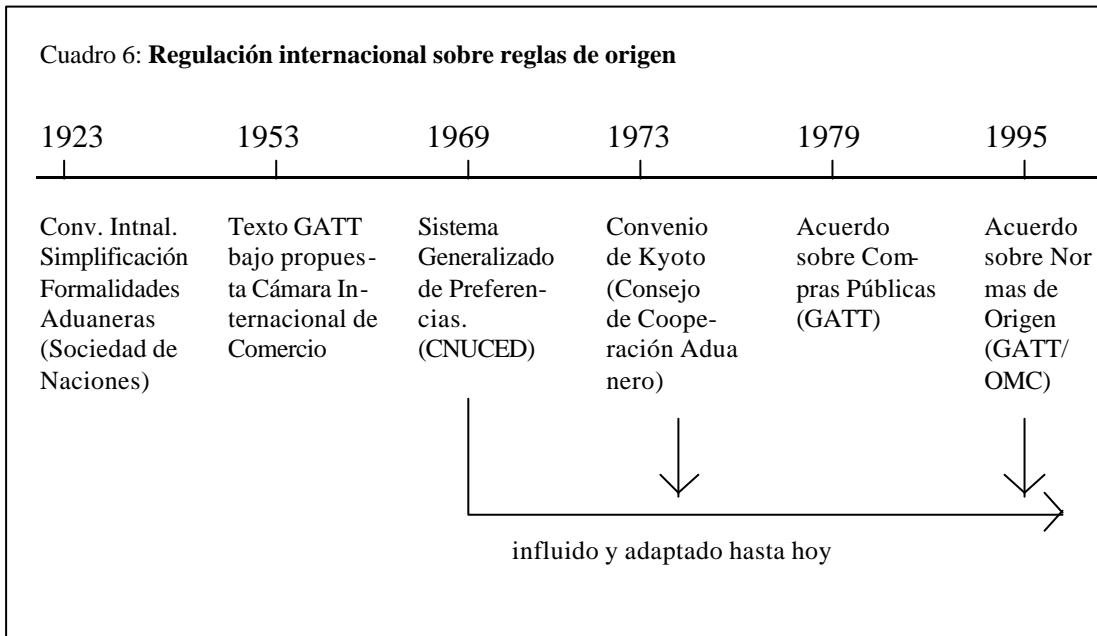 Cuadro 6: Regulación internacional sobre reglas de origen
1923 1953 1969 1973 1979 1995
Conv. Intnal.
Simplificación
Formalidades
Aduaneras
(Sociedad de
Naciones)
Texto GATT
bajo propues-
ta Cámara In-
ternacional de
Comercio
Sistema
Generalizado
de Preferen-
cias.
(CNUCED)
Convenio
de Kyoto
(Consejo
de Coope-
ración Adua
nero)
Acuerdo
sobre Com-
pras Públicas
(GATT)
Acuerdo
sobre Nor
mas de
Origen
(GATT/
OMC)
influido y adaptado hasta hoy